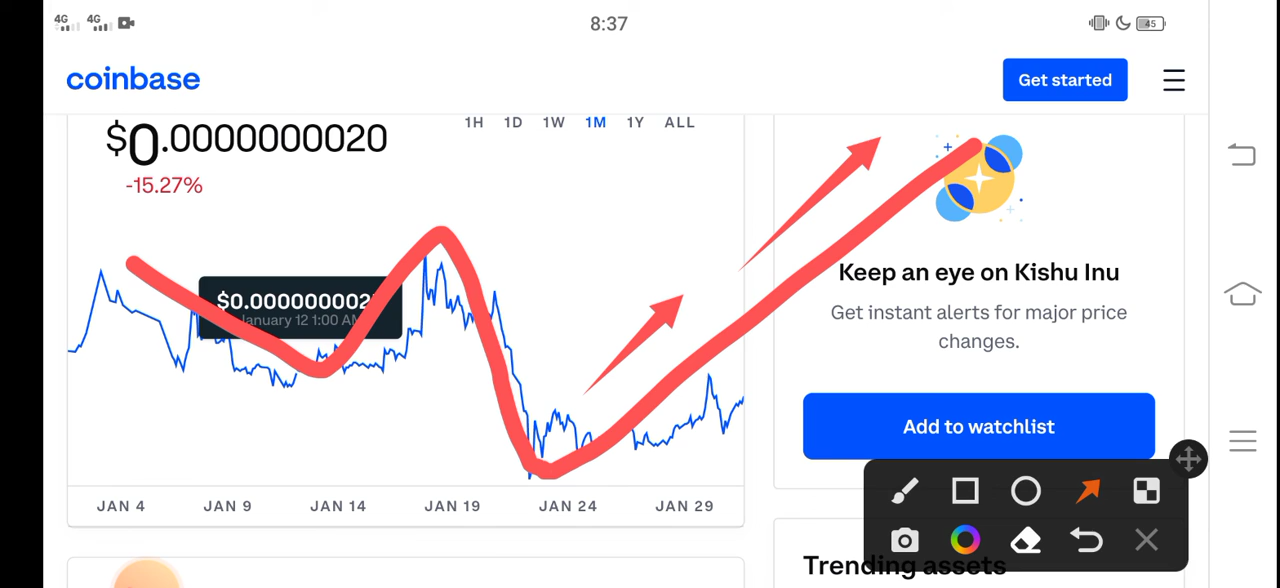 4G 4G 8:37 45
coinbase
Get started
1H 1D 1W 1M 1Y ALL
$0.0000000020
-15.27%
$0.000000002
January 12 1:00 AM
JAN 4 JAN 9 JAN 14 JAN 19 JAN 24 JAN 29
Keep an eye on Kishu Inu
Get instant alerts for major price
changes.
Add to watchlist
Trending assets